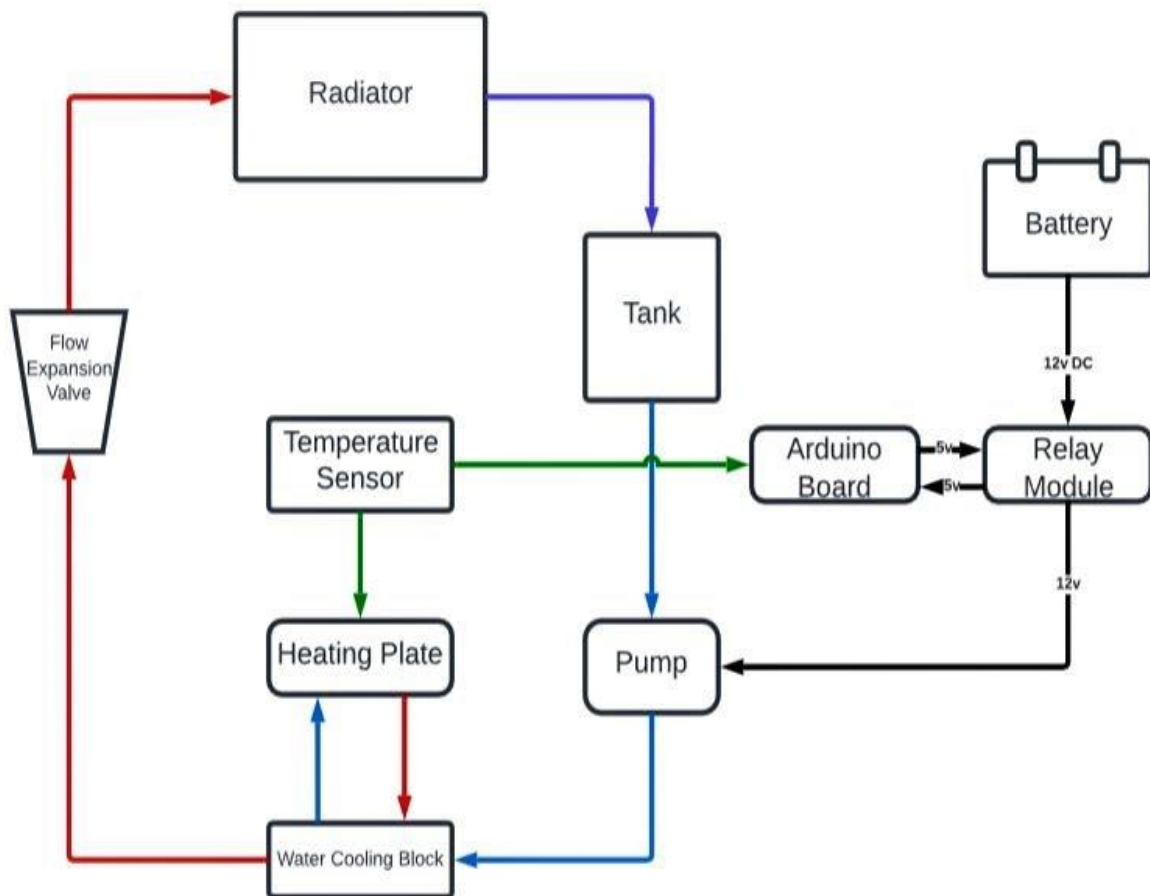 Radiator
Battery
Tank
Flow
Expansion
Valve
12v DC
Temperature
Sensor
Arduino
Board
5v
5v
Relay
Module
12v
Heating Plate
Pump
Water Cooling Block